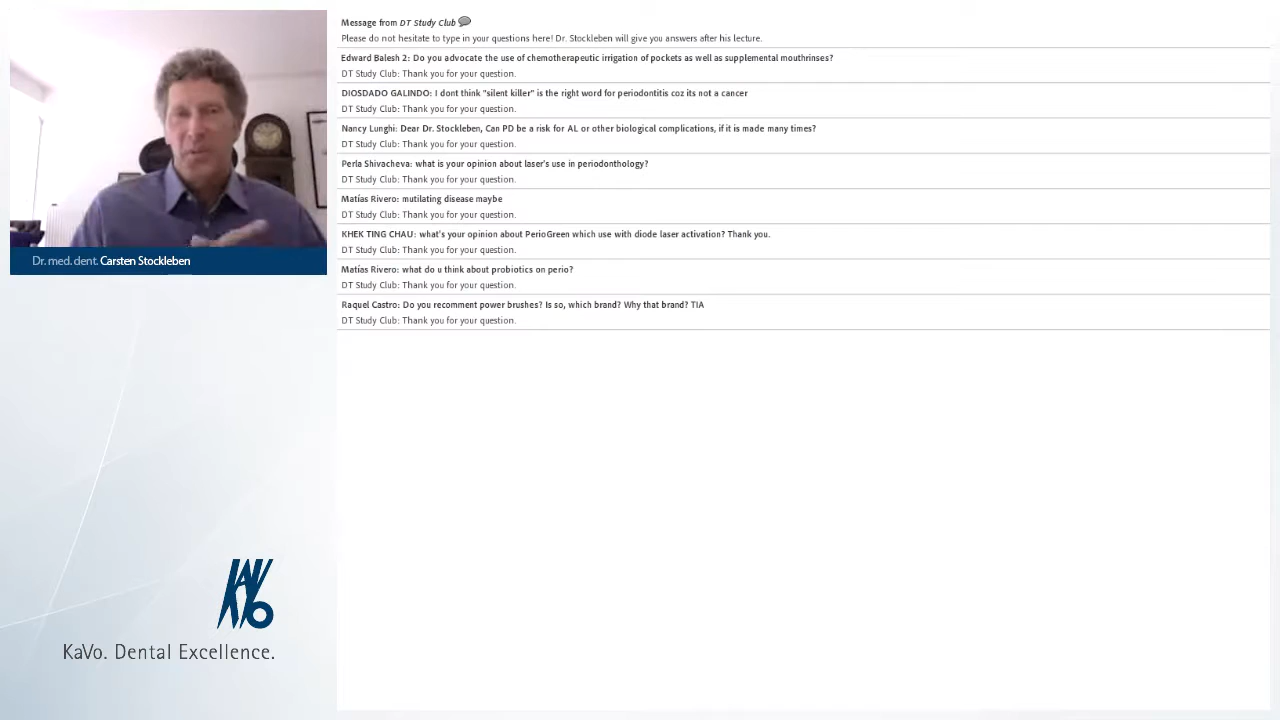 Message from DT Study Club
Please do not hesitate to type in your questions here! Dr. Stockleben will give you answers after his lecture.
Edward Balesh 2: Do you advocate the use of chemotherapeutic irrigation of pockets as well as supplemental mouthrinses?
DT Study Club: Thank you for your question.
DIOSDADO GALINDO: I dont think "silent killer" is the right word for periodontitis coz its not a cancer
DT Study Club: Thank you for your question.
Nancy Lunghi: Dear Dr. Stockleben, Can PD be a risk for AL or other biological complications, if it is made many times?
DT Study Club: Thank you for your question.
Perla Shivacheva: what is your opinion about laser's use in periodonthology?
DT Study Club: Thank you for your question.
Matías Rivero: mutilating disease maybe
DT Study Club: Thank you for your question.
KHEK TING CHAU: what's your opinion about PerioGreen which use with diode laser activation? Thank you.
DT Study Club: Thank you for your question.
Matías Rivero: what do u think about probiotics on perio?
DT Study Club: Thank you for your question.
Raquel Castro: Do you recomment power brushes? Is so, which brand? Why that brand? TIA
DT Study Club: Thank you for your question.
Dr. med. dent. Carsten Stockleben
KaVo
KaVo. Dental Excellence.